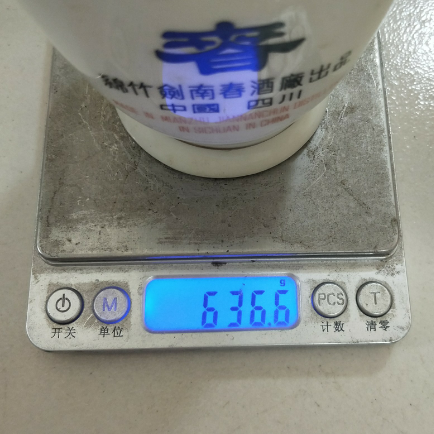 春
綿竹劍南春酒廠出品
中國 四川
IN SICHUAN IN CHINA
g
636.6
M
PCS
T
开关
单位
计数
清零